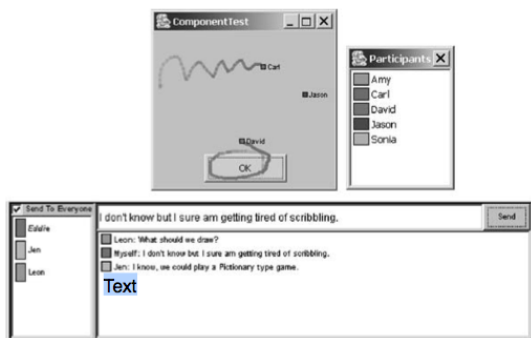 ComponentTest
Carl
Jason
David
OK
Participants
Amy
Carl
David
Jason
Sonia
Send To Everyone
Eddie
Jen
Leon
I don't know but I sure am getting tired of scribbling.
Send
Leon: What should we draw?
Myself: I don't know but I sure am getting tired of scribbling.
Jen: I know, we could play a Pictionary type game.
Text